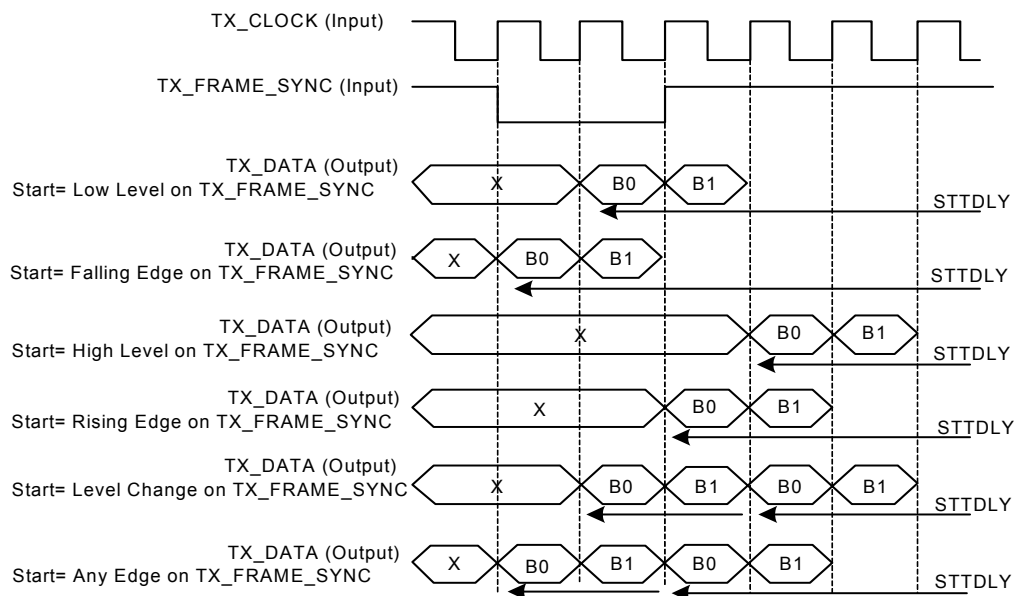 TX_CLOCK (Input)
TX_FRAME_SYNC (Input)
TX_DATA (Output)
Start= Low Level on TX_FRAME_SYNC
X B0 B1
STTDLY
TX_DATA (Output)
Start= Falling Edge on TX_FRAME_SYNC
X B0 B1
STTDLY
TX_DATA (Output)
Start= High Level on TX_FRAME_SYNC
X B0 B1
STTDLY
TX_DATA (Output)
Start= Rising Edge on TX_FRAME_SYNC
X B0 B1
STTDLY
TX_DATA (Output)
Start= Level Change on TX_FRAME_SYNC
X B0 B1 B0 B1
STTDLY
TX_DATA (Output)
Start= Any Edge on TX_FRAME_SYNC
X B0 B1 B0 B1
STTDLY